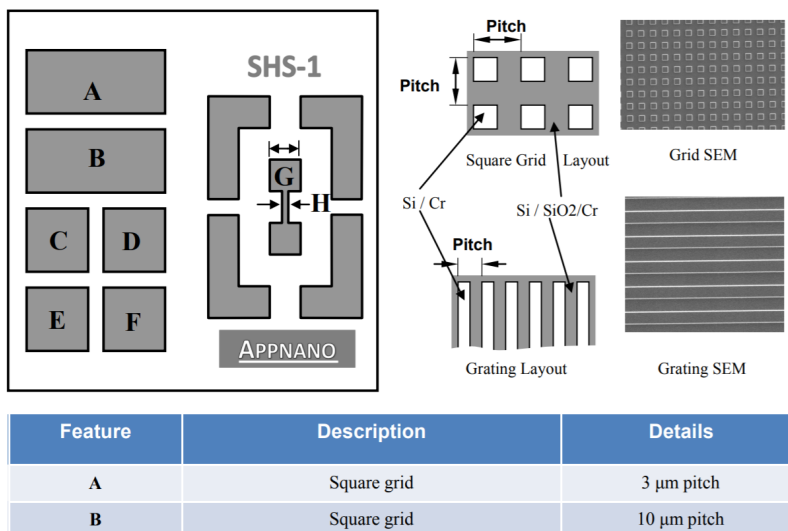 SHS-1
A
B
C
D
E
F
G
H
APPNANO
Pitch
Pitch
Square Grid Layout
Grid SEM
Si / Cr
Si / SiO2/Cr
Pitch
Grating Layout
Grating SEM
Feature Description Details
A Square grid 3 μm pitch
B Square grid 10 μm pitch